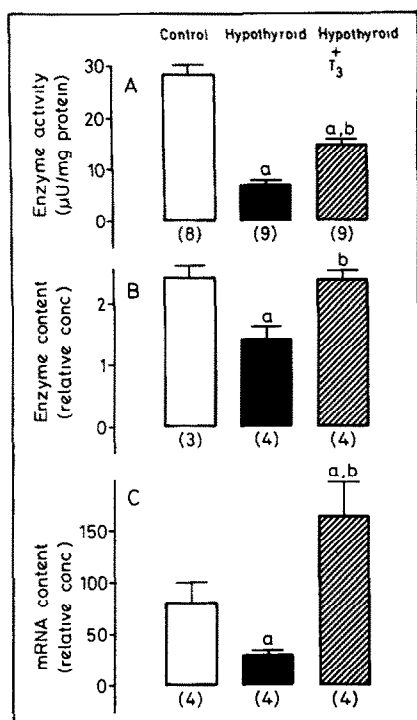 Control Hypothyroid Hypothyroid
+
T3
A
Enzyme activity
(µU/mg protein)
30
20
10
0
a
a,b
(8) (9) (9)
B
Enzyme content
(relative conc)
2
1
0
a
b
(3) (4) (4)
C
mRNA content
(relative conc)
150
100
50
0
a
a,b
(4) (4) (4)